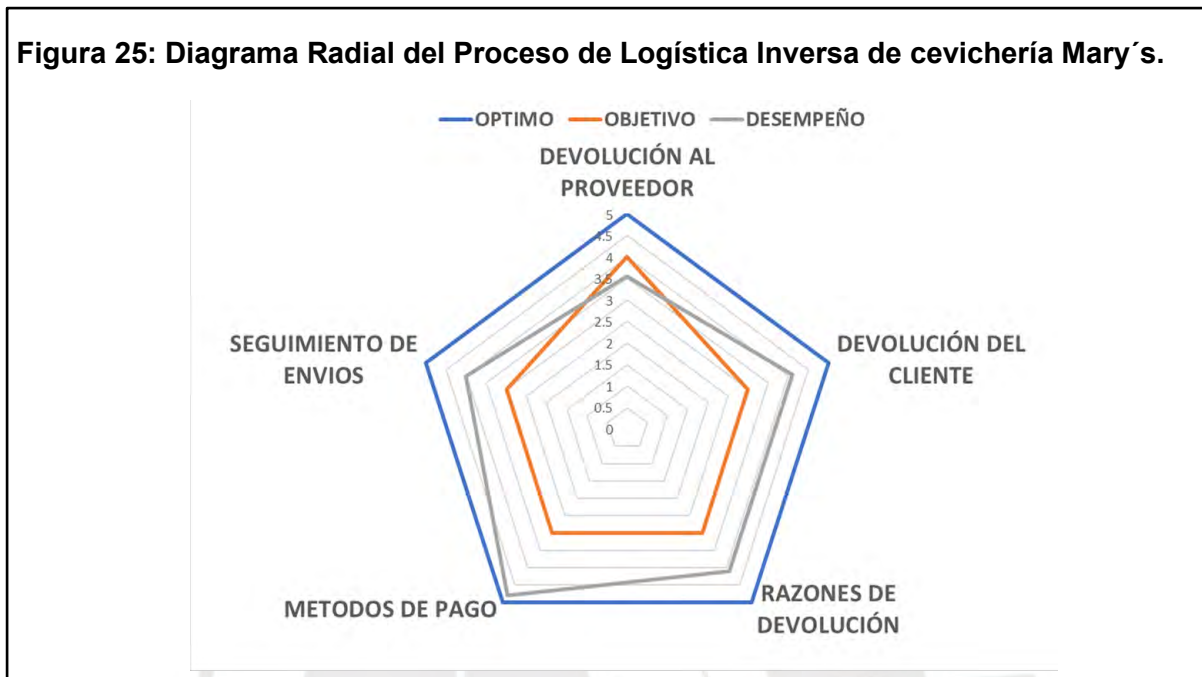 Figura 25: Diagrama Radial del Proceso de Logística Inversa de cevichería Mary´s.
OPTIMO OBJETIVO DESEMPEÑO
DEVOLUCIÓN AL
PROVEEDOR
5
4.5
4
3.5
3
2.5
2
1.5
1
0.5
0
SEGUIMIENTO DE
ENVIOS
DEVOLUCIÓN DEL
CLIENTE
METODOS DE PAGO
RAZONES DE
DEVOLUCIÓN